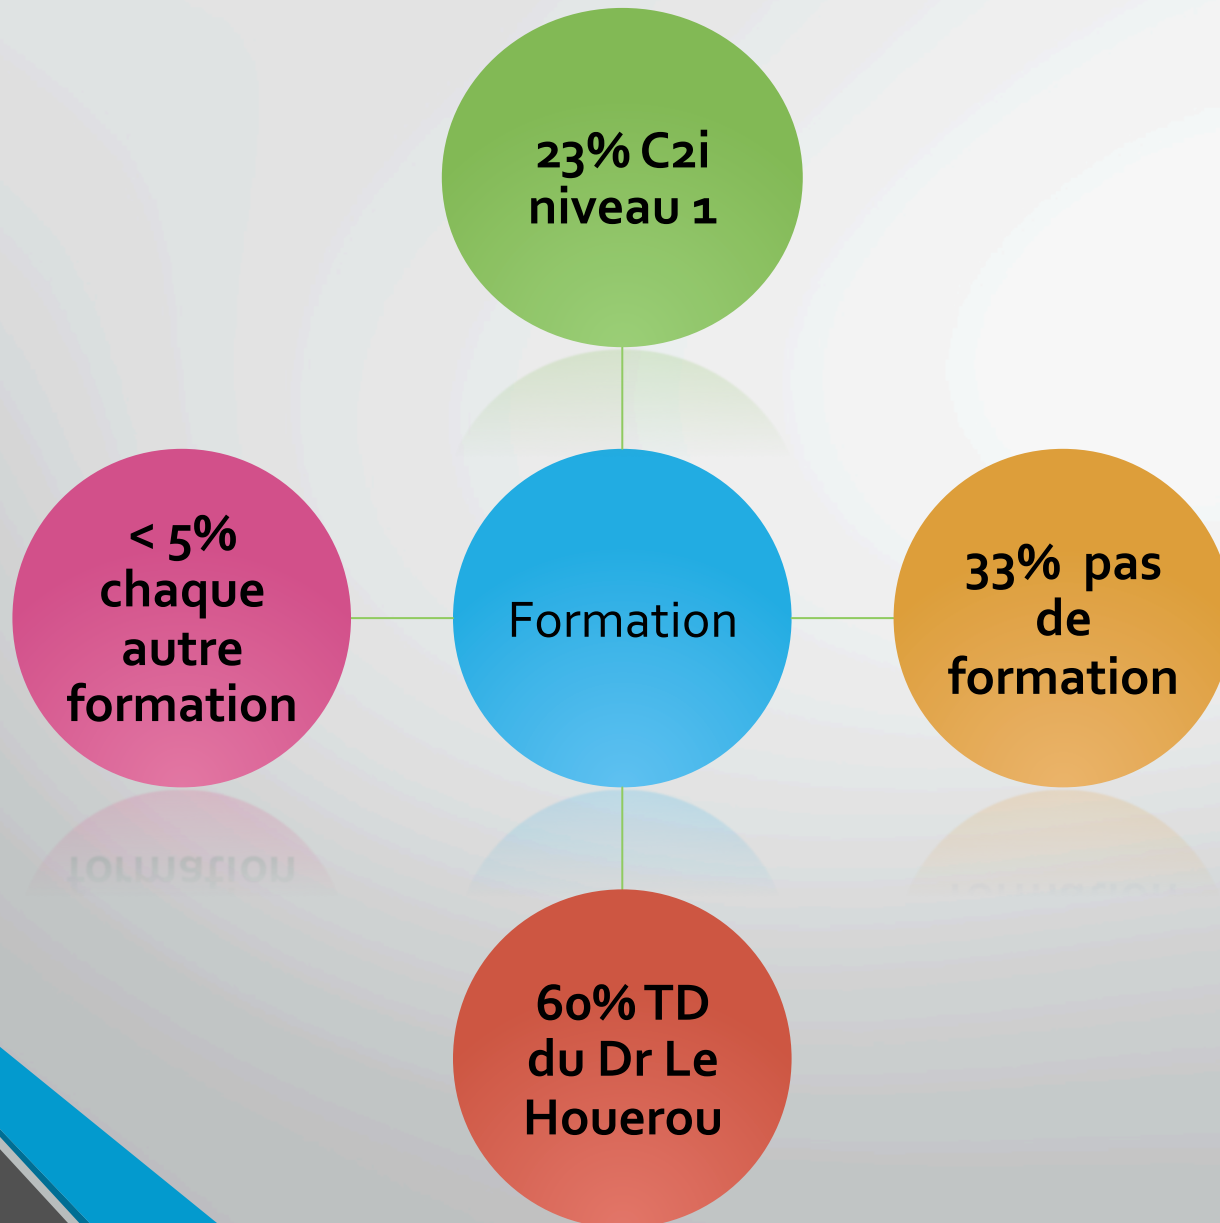 23% C2i
niveau 1
< 5%
chaque
autre
formation
Formation
33% pas
de
formation
60% TD
du Dr Le
Houerou